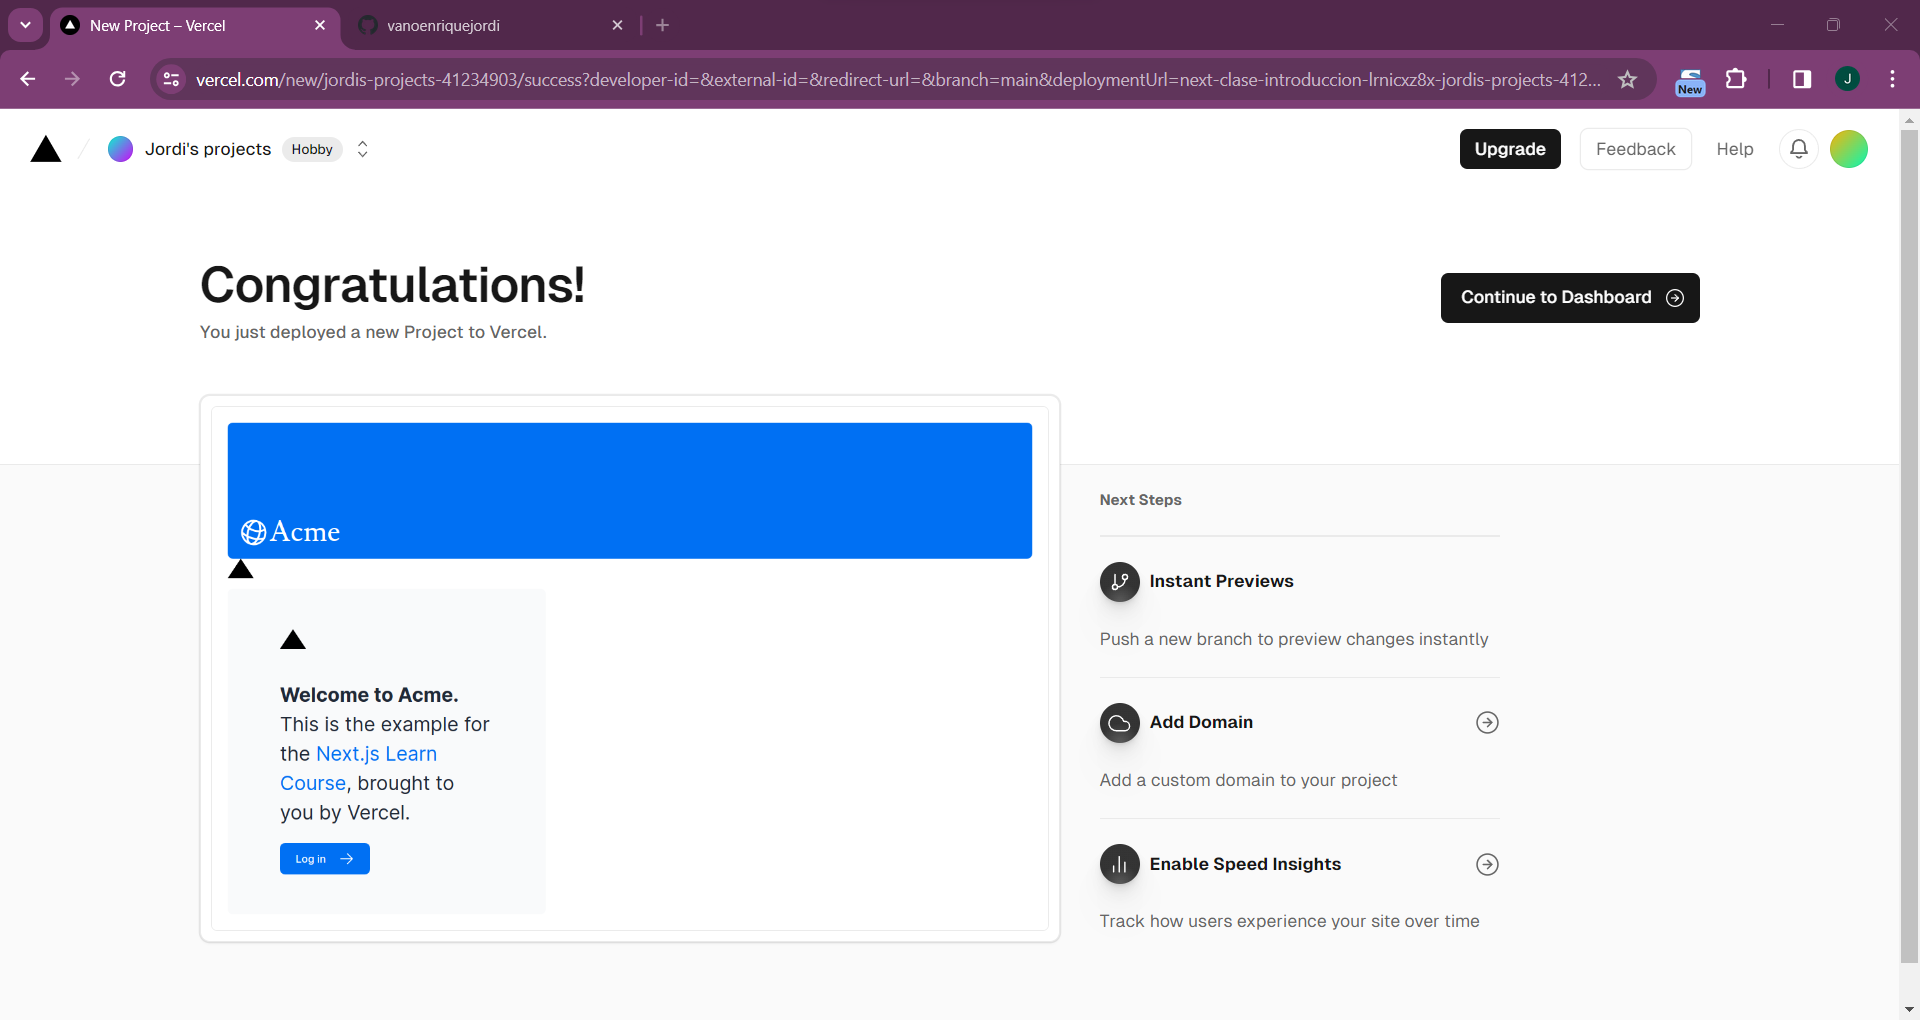 New Project – Vercel
vanoenriquejordi
vercel.com/new/jordis-projects-41234903/success?developer-id=&external-id=&redirect-url=&branch=main&deploymentUrl=next-clase-introduccion-lrnicxz8x-jordis-projects-412...
New
J
Jordi's projects Hobby
Upgrade
Feedback
Help
Congratulations!
You just deployed a new Project to Vercel.
Continue to Dashboard
Acme
Welcome to Acme.
This is the example for
the Next.js Learn
Course, brought to
you by Vercel.
Log in
Next Steps
Instant Previews
Push a new branch to preview changes instantly
Add Domain
Add a custom domain to your project
Enable Speed Insights
Track how users experience your site over time